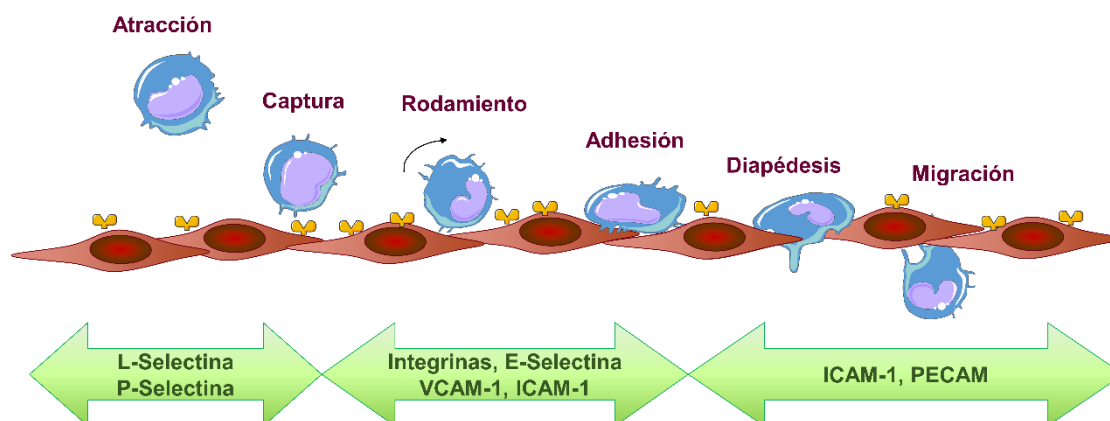 Atracción
Captura
Rodamiento
Adhesión
Diapédesis
Migración
L-Selectina
P-Selectina
Integrinas, E-Selectina
VCAM-1, ICAM-1
ICAM-1, PECAM